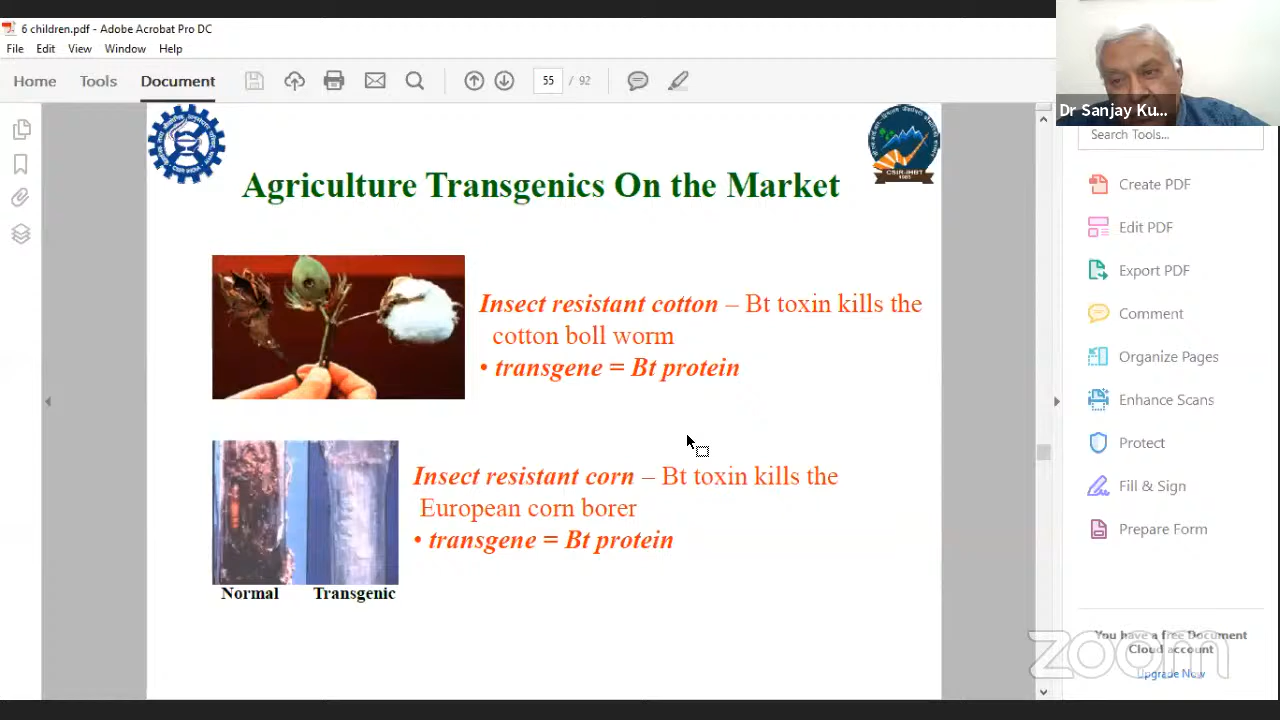 6 children.pdf - Adobe Acrobat Pro DC
File Edit View Window Help
Home Tools Document 55 / 92
Dr Sanjay Ku...
Search Tools...
CSIR-INDIA
CSIR-IHBT
Agriculture Transgenics On the Market
Insect resistant cotton – Bt toxin kills the
cotton boll worm
• transgene = Bt protein
Insect resistant corn – Bt toxin kills the
European corn borer
• transgene = Bt protein
Normal Transgenic
Create PDF
Edit PDF
Export PDF
Comment
Organize Pages
Enhance Scans
Protect
Fill & Sign
Prepare Form
You have a free Document
Cloud account
Upgrade Now
zoom